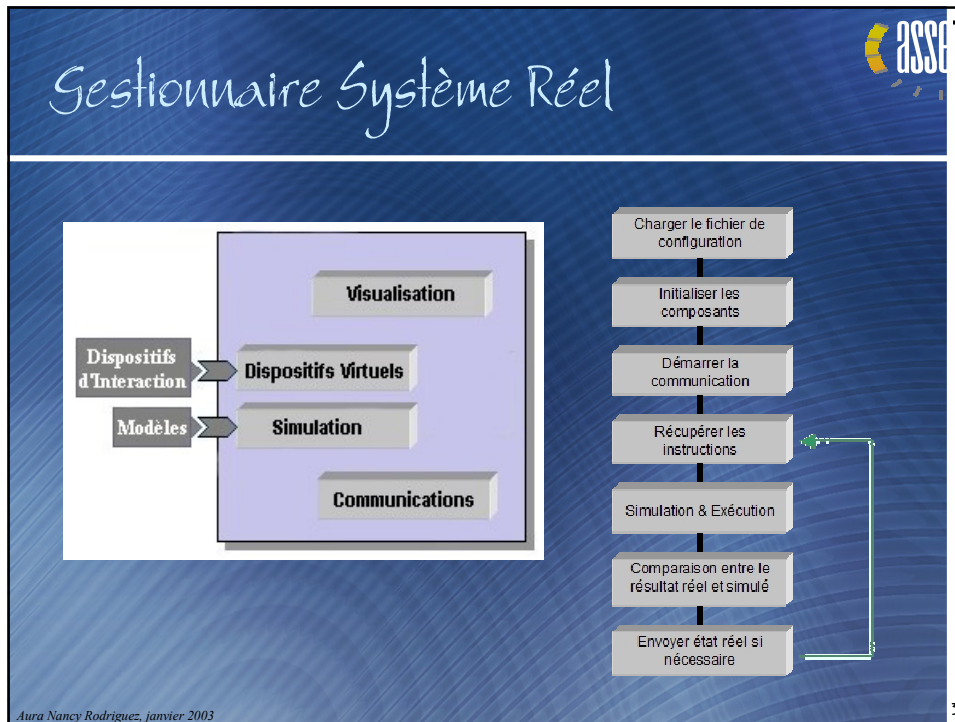 Gestionnaire Système Réel
Visualisation
Dispositifs
d'Interaction
Dispositifs Virtuels
Modèles
Simulation
Communications
Charger le fichier de
configuration
Initialiser les
composants
Démarrer la
communication
Récupérer les
instructions
Simulation & Exécution
Comparaison entre le
résultat réel et simulé
Envoyer état réel si
nécessaire
Aura Nancy Rodriguez, janvier 2003